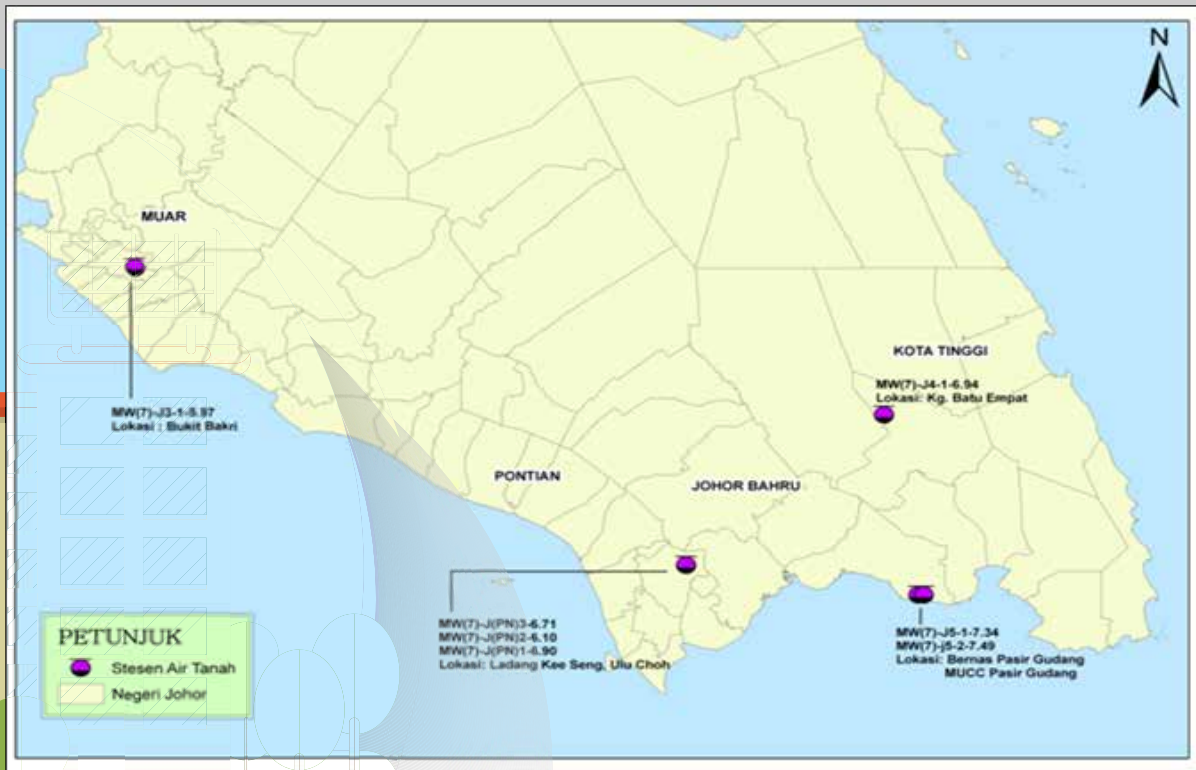 N
MUAR
MW(7)-J3-1-5.97
Lokasi : Bukit Bakri
KOTA TINGGI
MW(7)-J4-1-6.94
Lokasi: Kg. Batu Empat
PONTIAN
JOHOR BAHRU
MW(7)-J(PN)3-6.71
MW(7)-J(PN)2-6.10
MW(7)-J(PN)1-6.90
Lokasi: Ladang Kee Seng, Ulu Choh
MW(7)-J5-1-7.34
MW(7)-j5-2-7.49
Lokasi: Bernas Pasir Gudang
MUCC Pasir Gudang
PETUNJUK
Stesen Air Tanah
Negeri Johor